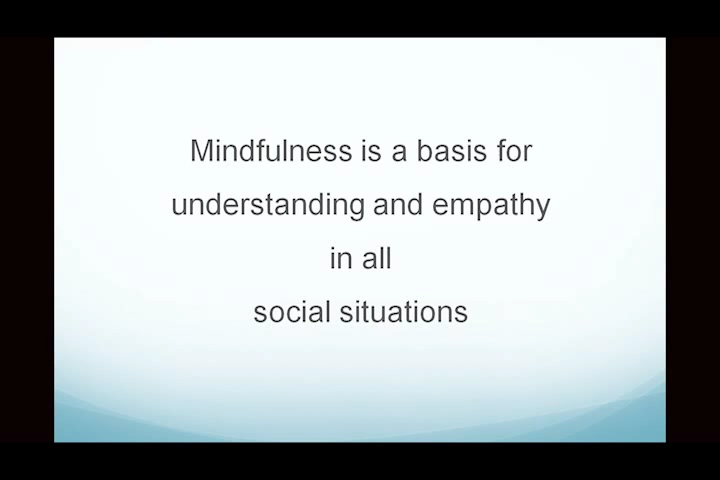 Mindfulness is a basis for
understanding and empathy
in all
social situations